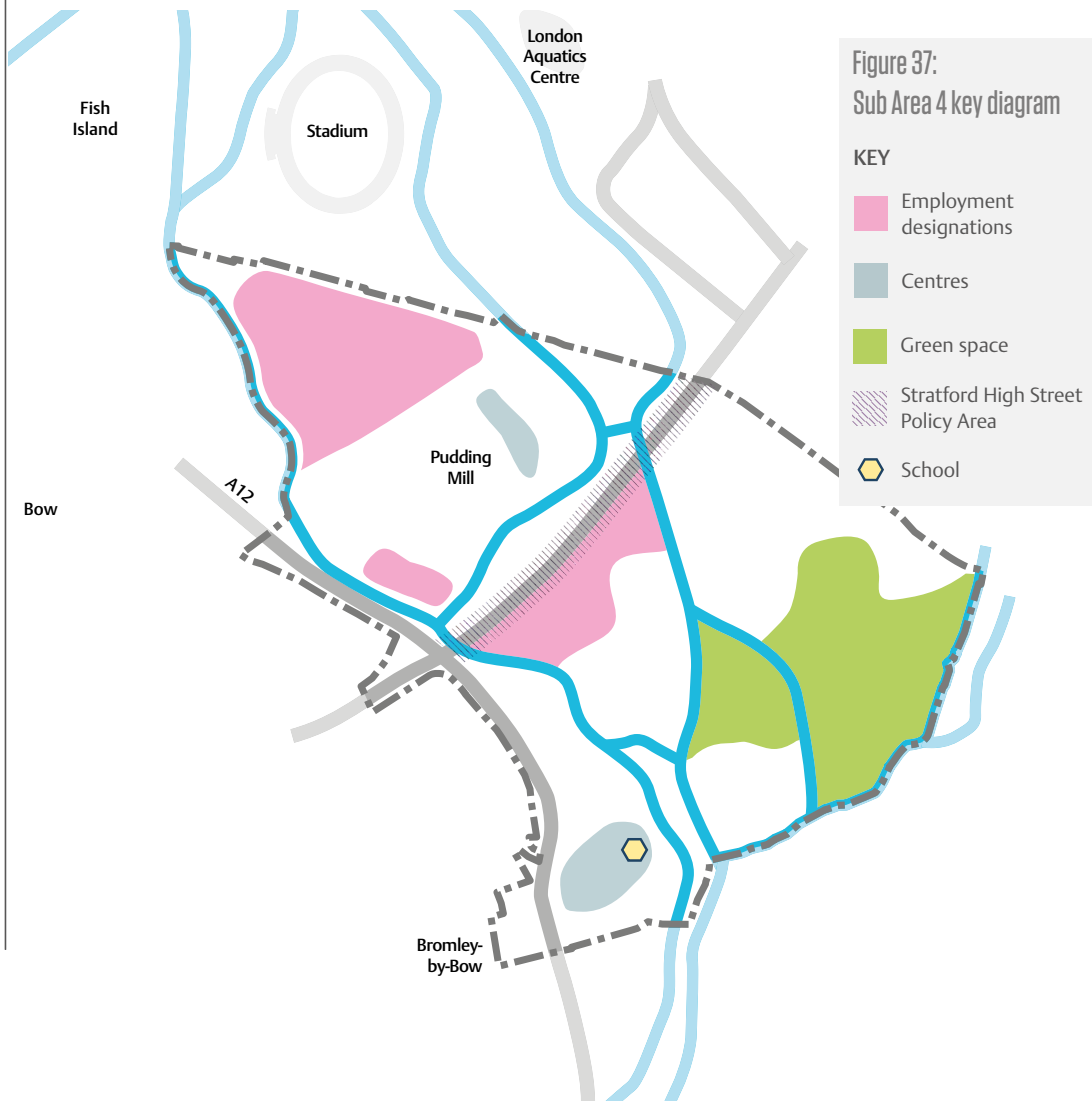 London
Aquatics
Centre
Fish
Island
Stadium
Figure 37:
Sub Area 4 key diagram
KEY
Employment
designations
Centres
Green space
Stratford High Street
Policy Area
School
Pudding
Mill
A12
Bow
Bromley-
by-Bow